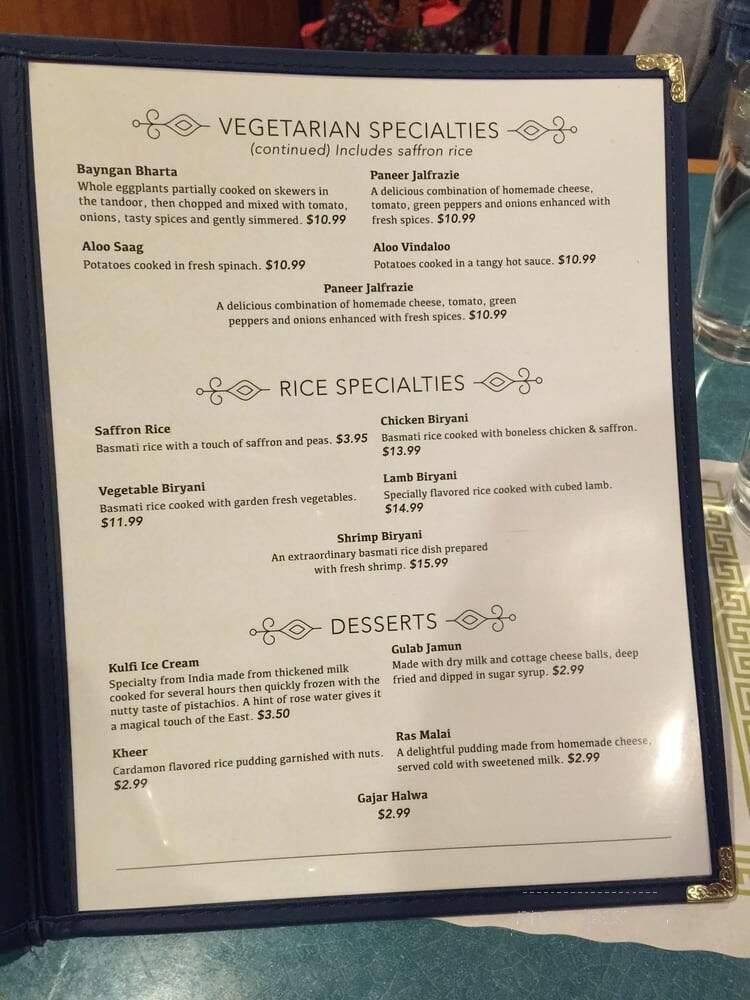 VEGETARIAN SPECIALTIES
(continued) Includes saffron rice
Bayngan Bharta
Whole eggplants partially cooked on skewers in
the tandoor, then chopped and mixed with tomato,
onions, tasty spices and gently simmered. $10.99
Paneer Jalfrazie
A delicious combination of homemade cheese,
tomato, green peppers and onions enhanced with
fresh spices. $10.99
Aloo Saag
Potatoes cooked in fresh spinach. $10.99
Aloo Vindaloo
Potatoes cooked in a tangy hot sauce. $10.99
Paneer Jalfrazie
A delicious combination of homemade cheese, tomato, green
peppers and onions enhanced with fresh spices. $10.99
RICE SPECIALTIES
Saffron Rice
Basmati rice with a touch of saffron and peas. $3.95
Chicken Biryani
Basmati rice cooked with boneless chicken & saffron.
$13.99
Vegetable Biryani
Basmati rice cooked with garden fresh vegetables.
$11.99
Lamb Biryani
Specially flavored rice cooked with cubed lamb.
$14.99
Shrimp Biryani
An extraordinary basmati rice dish prepared
with fresh shrimp. $15.99
DESSERTS
Kulfi Ice Cream
Specialty from India made from thickened milk
cooked for several hours then quickly frozen with the
nutty taste of pistachios. A hint of rose water gives it
a magical touch of the East. $3.50
Gulab Jamun
Made with dry milk and cottage cheese balls, deep
fried and dipped in sugar syrup. $2.99
Kheer
Cardamon flavored rice pudding garnished with nuts.
$2.99
Ras Malai
A delightful pudding made from homemade cheese,
served cold with sweetened milk. $2.99
Gajar Halwa
$2.99